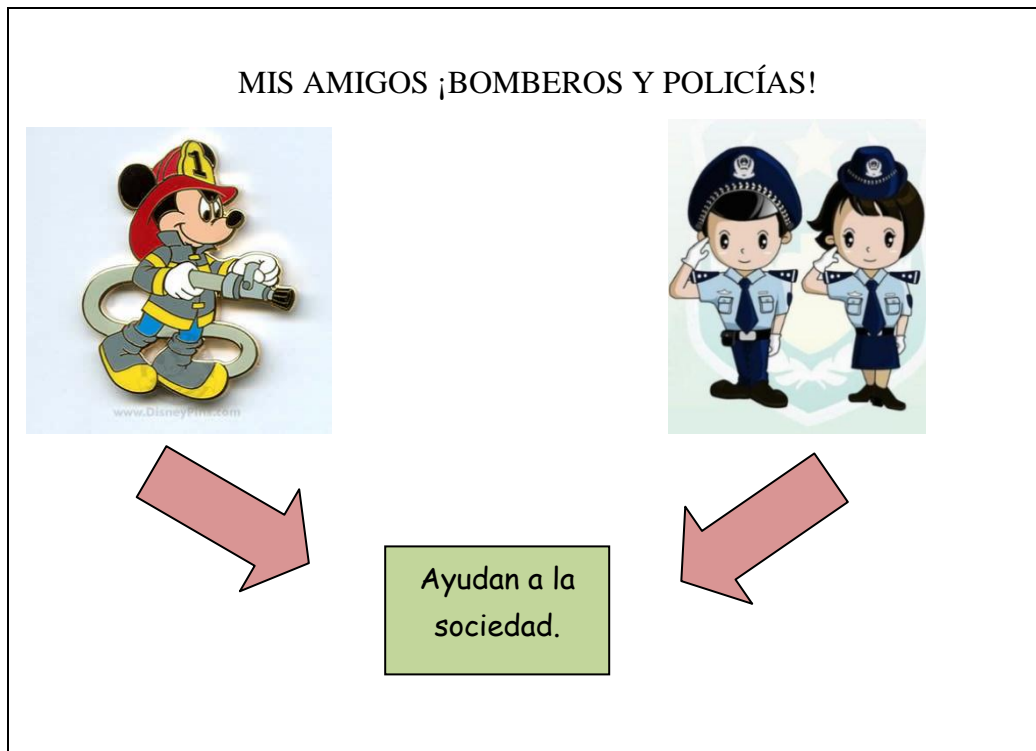 MIS AMIGOS ¡BOMBEROS Y POLICÍAS!
1
www.DisneyPins.com
Ayudan a la
sociedad.